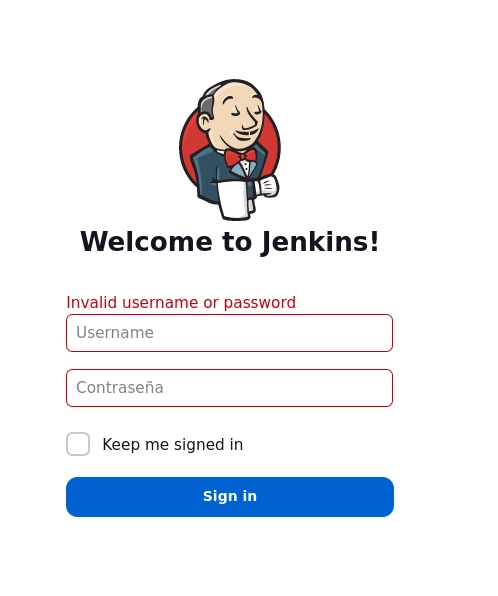 Welcome to Jenkins!
Invalid username or password
Username
Contraseña
Keep me signed in
Sign in